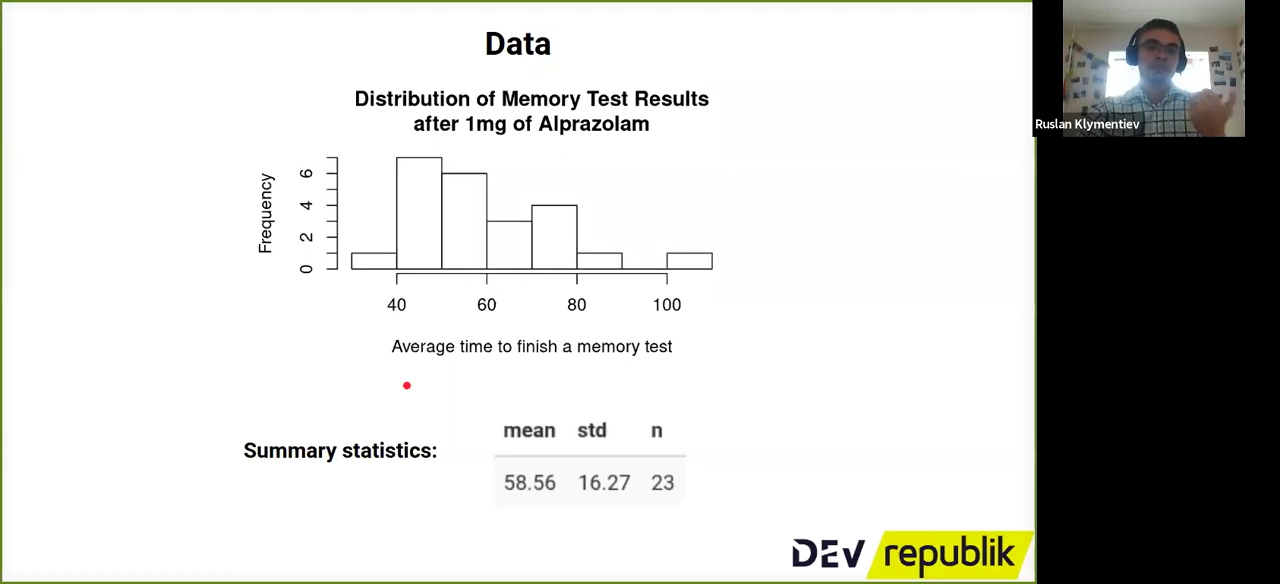 Data
Distribution of Memory Test Results
after 1mg of Alprazolam
Frequency
6
4
2
0
40 60 80 100
Average time to finish a memory test
Summary statistics:
mean std n
58.56 16.27 23
DEV republik
Ruslan Klymentiev